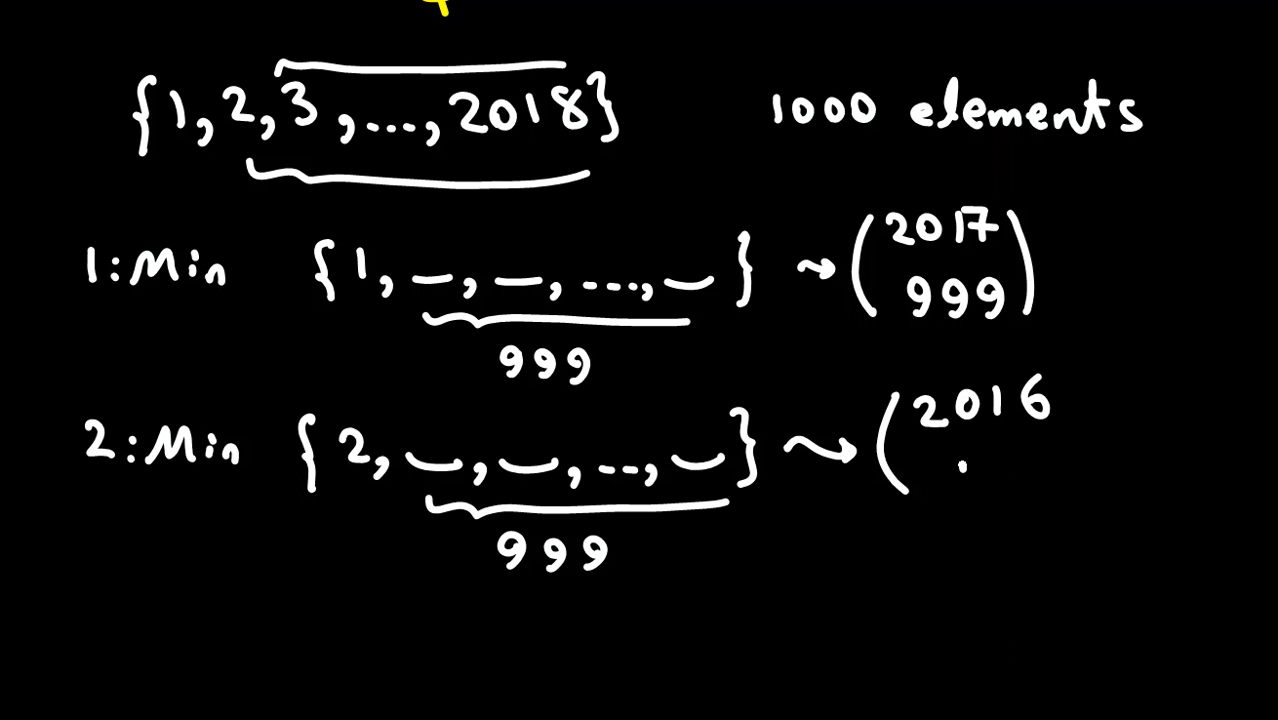 {1, 2, 3, ..., 2018} 1000 elements
1: Min {1, _, _, ..., _} ⤳ (2017 999)
999
2: Min {2, _, _, ..., _} ⤳ (2016
999